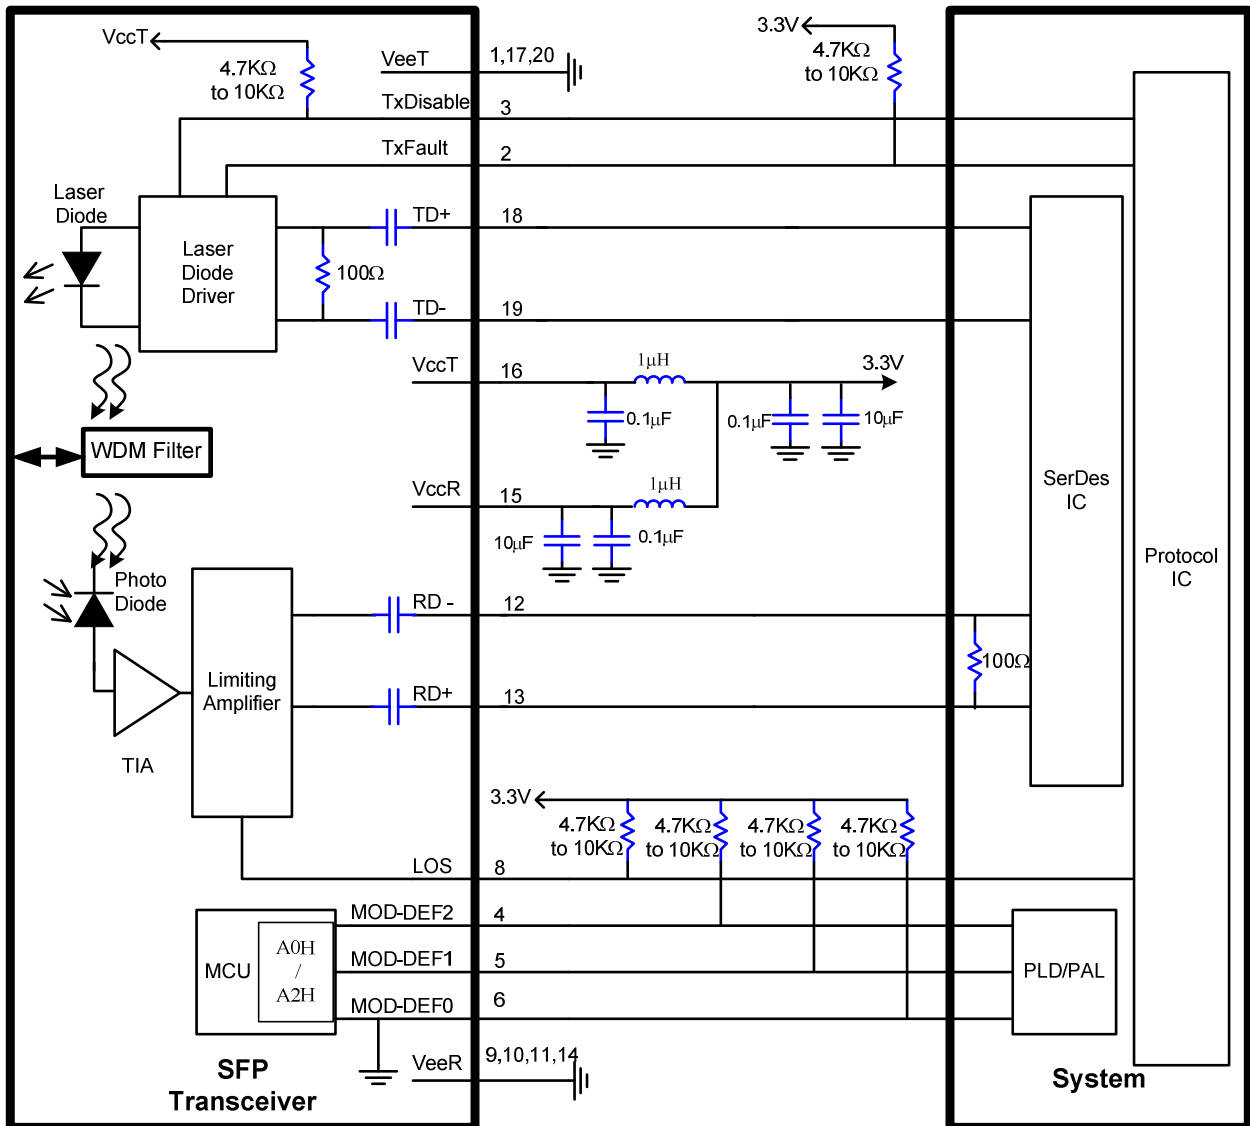 VccT
4.7KΩ
to 10KΩ
VeeT
1,17,20
3.3V
4.7KΩ
to 10KΩ
TxDisable
3
TxFault
2
Laser
Diode
Laser
Diode
Driver
100Ω
TD+
18
TD-
19
VccT
16
1μH
3.3V
0.1μF
0.1μF
10μF
WDM Filter
VccR
15
1μH
10μF
0.1μF
SerDes
IC
Protocol
IC
Photo
Diode
RD -
12
Limiting
Amplifier
RD+
13
100Ω
TIA
3.3V
4.7KΩ
to 10KΩ
4.7KΩ
to 10KΩ
4.7KΩ
to 10KΩ
4.7KΩ
to 10KΩ
LOS
8
MOD-DEF2
4
MCU
A0H
/
A2H
MOD-DEF1
5
PLD/PAL
MOD-DEF0
6
VeeR
9,10,11,14
SFP
Transceiver
System